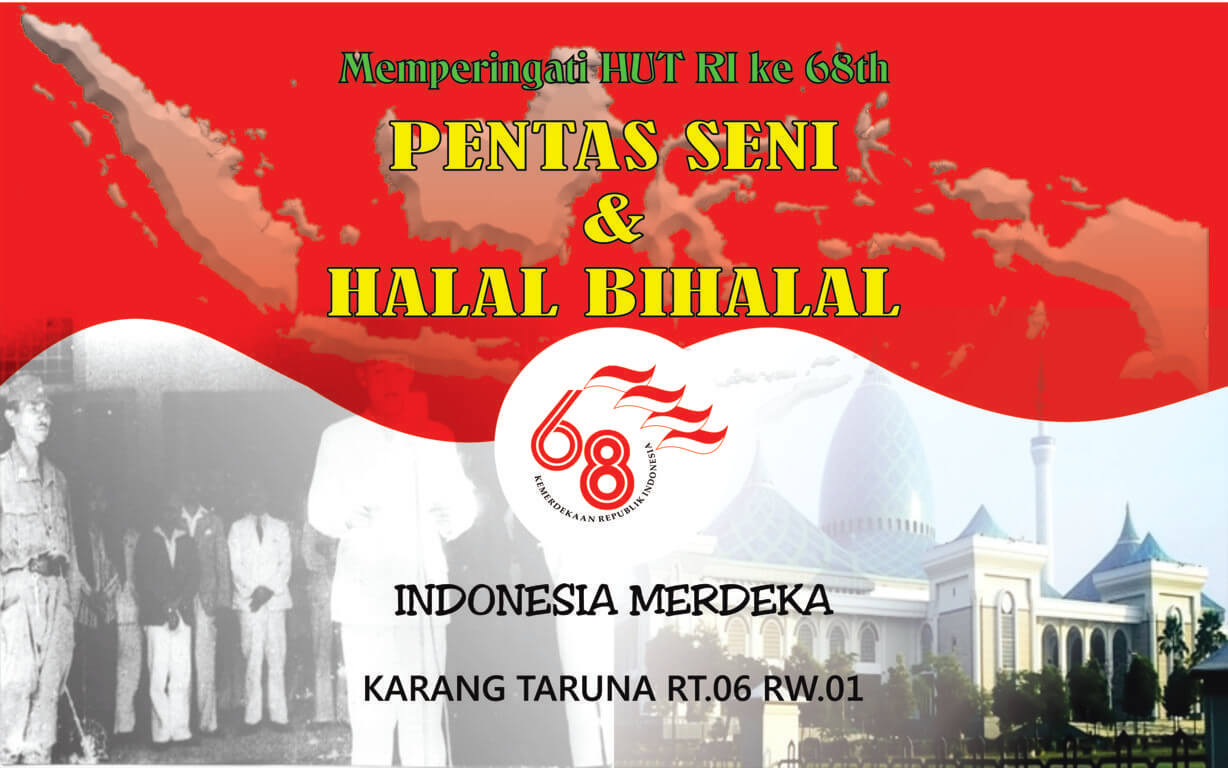 Memperingati HUT RI ke 68th
PENTAS SENI
&
HALAL BIHALAL
68
KEMERDEKAAN REPUBLIK INDONESIA
INDONESIA MERDEKA
KARANG TARUNA RT.06 RW.01